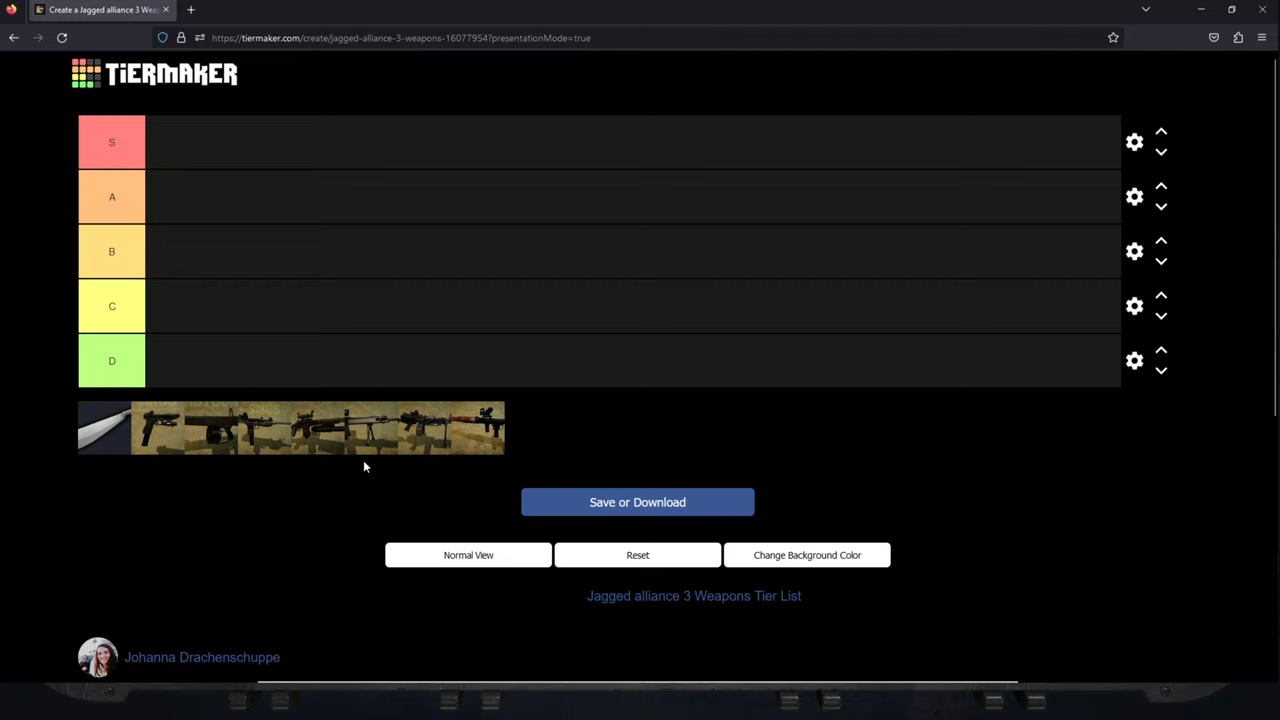 Create a Jagged alliance 3 Wea
https://tiermaker.com/create/jagged-alliance-3-weapons-16077954?presentationMode=true
TiERMAKER
S
A
B
C
D
Save or Download
Normal View
Reset
Change Background Color
Jagged alliance 3 Weapons Tier List
Johanna Drachenschuppe